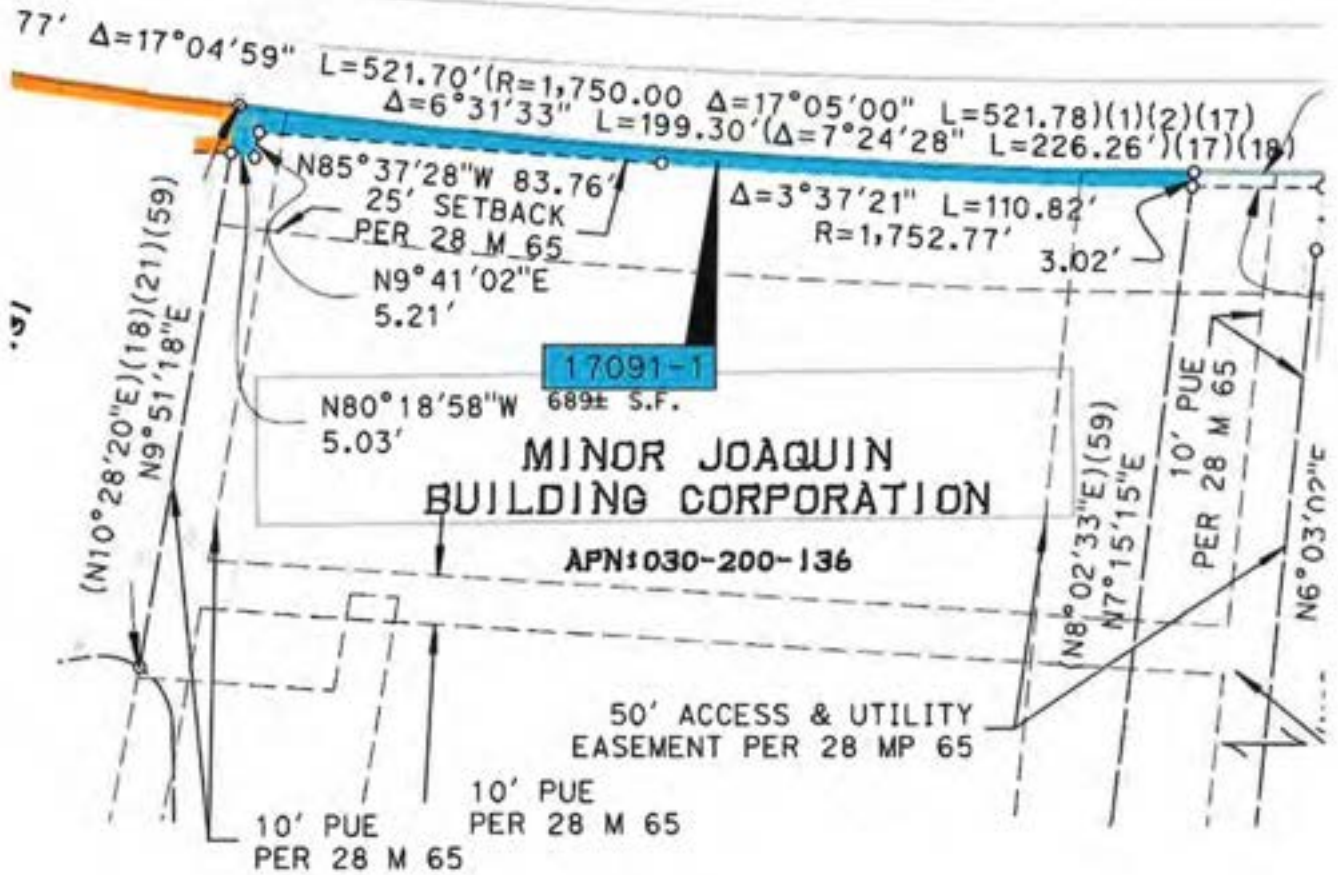 77' Δ=17°04'59" L=521.70'(R=1,750.00 Δ=17°05'00" L=521.78)(1)(2)(17)
Δ=6°31'33" L=199.30'(Δ=7°24'28" L=226.26')(17)(18)
N85°37'28"W 83.76'
25' SETBACK
PER 28 M 65
Δ=3°37'21" L=110.82'
R=1,752.77'
3.02'
N9°41'02"E
5.21'
(N10°28'20"E)(18)(21)(59)
N9°51'18"E
17091-1
689± S.F.
N80°18'58"W
5.03'
MINOR JOAQUIN
BUILDING CORPORATION
APN:030-200-136
(N8°02'33"E)(59)
N7°15'15"E
10' PUE
PER 28 M 65
N6°03'02"E
50' ACCESS & UTILITY
EASEMENT PER 28 MP 65
10' PUE
PER 28 M 65
10' PUE
PER 28 M 65